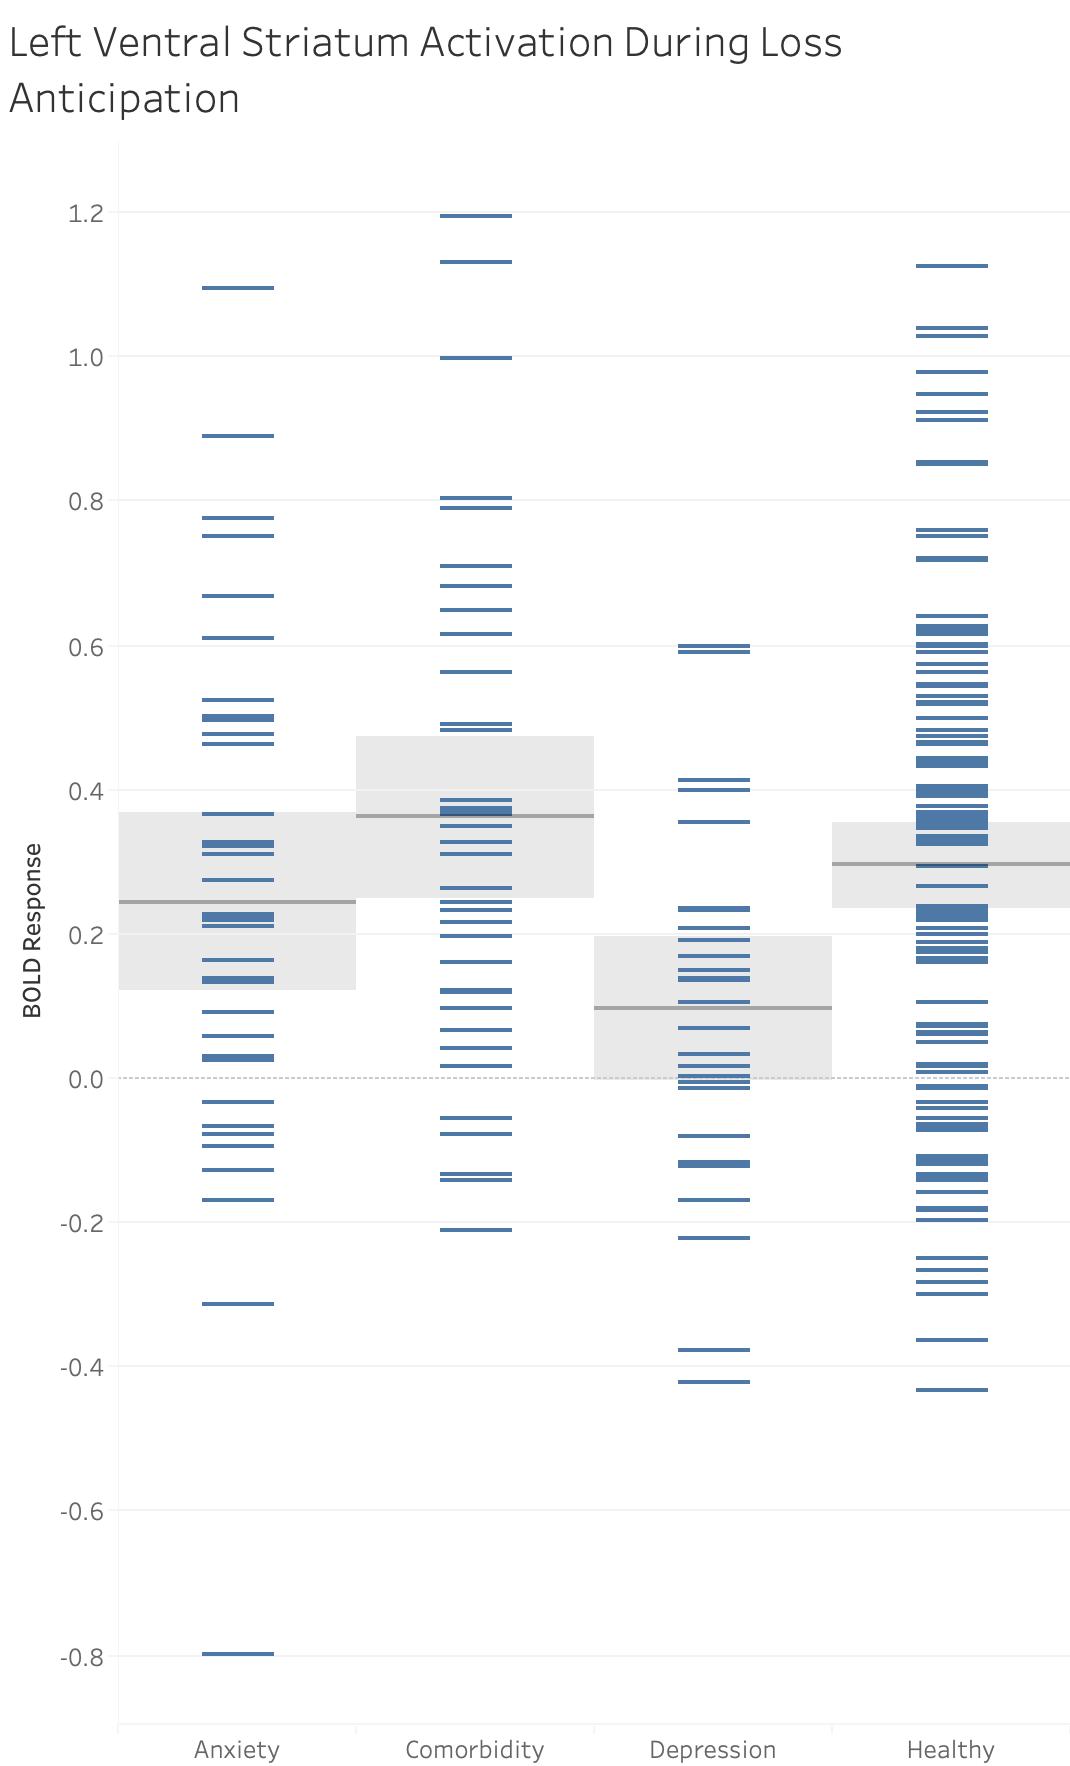 Left Ventral Striatum Activation During Loss
Anticipation
1.2
1.0
0.8
0.6
0.4
0.2
0.0
-0.2
-0.4
-0.6
-0.8
BOLD Response
Anxiety
Comorbidity
Depression
Healthy